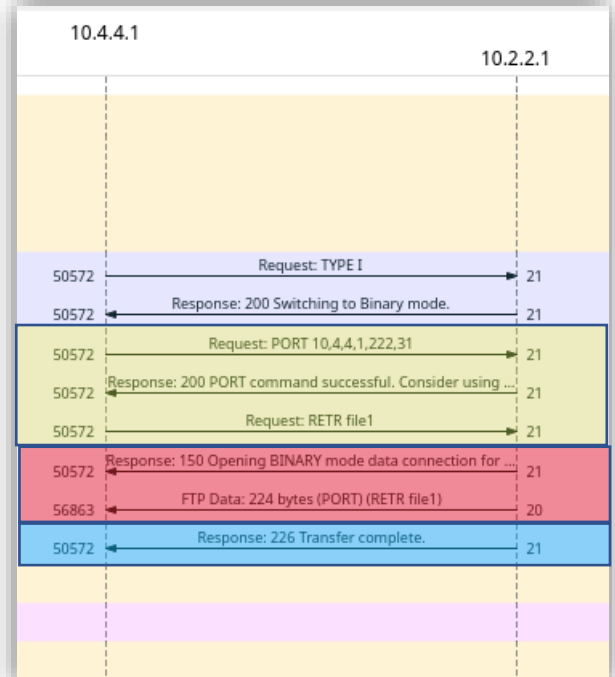 10.4.4.1
10.2.2.1
Request: TYPE I
50572 21
Response: 200 Switching to Binary mode.
50572 21
Request: PORT 10,4,4,1,222,31
50572 21
Response: 200 PORT command successful. Consider using ...
50572 21
Request: RETR file1
50572 21
Response: 150 Opening BINARY mode data connection for ...
50572 21
FTP Data: 224 bytes (PORT) (RETR file1)
56863 20
Response: 226 Transfer complete.
50572 21